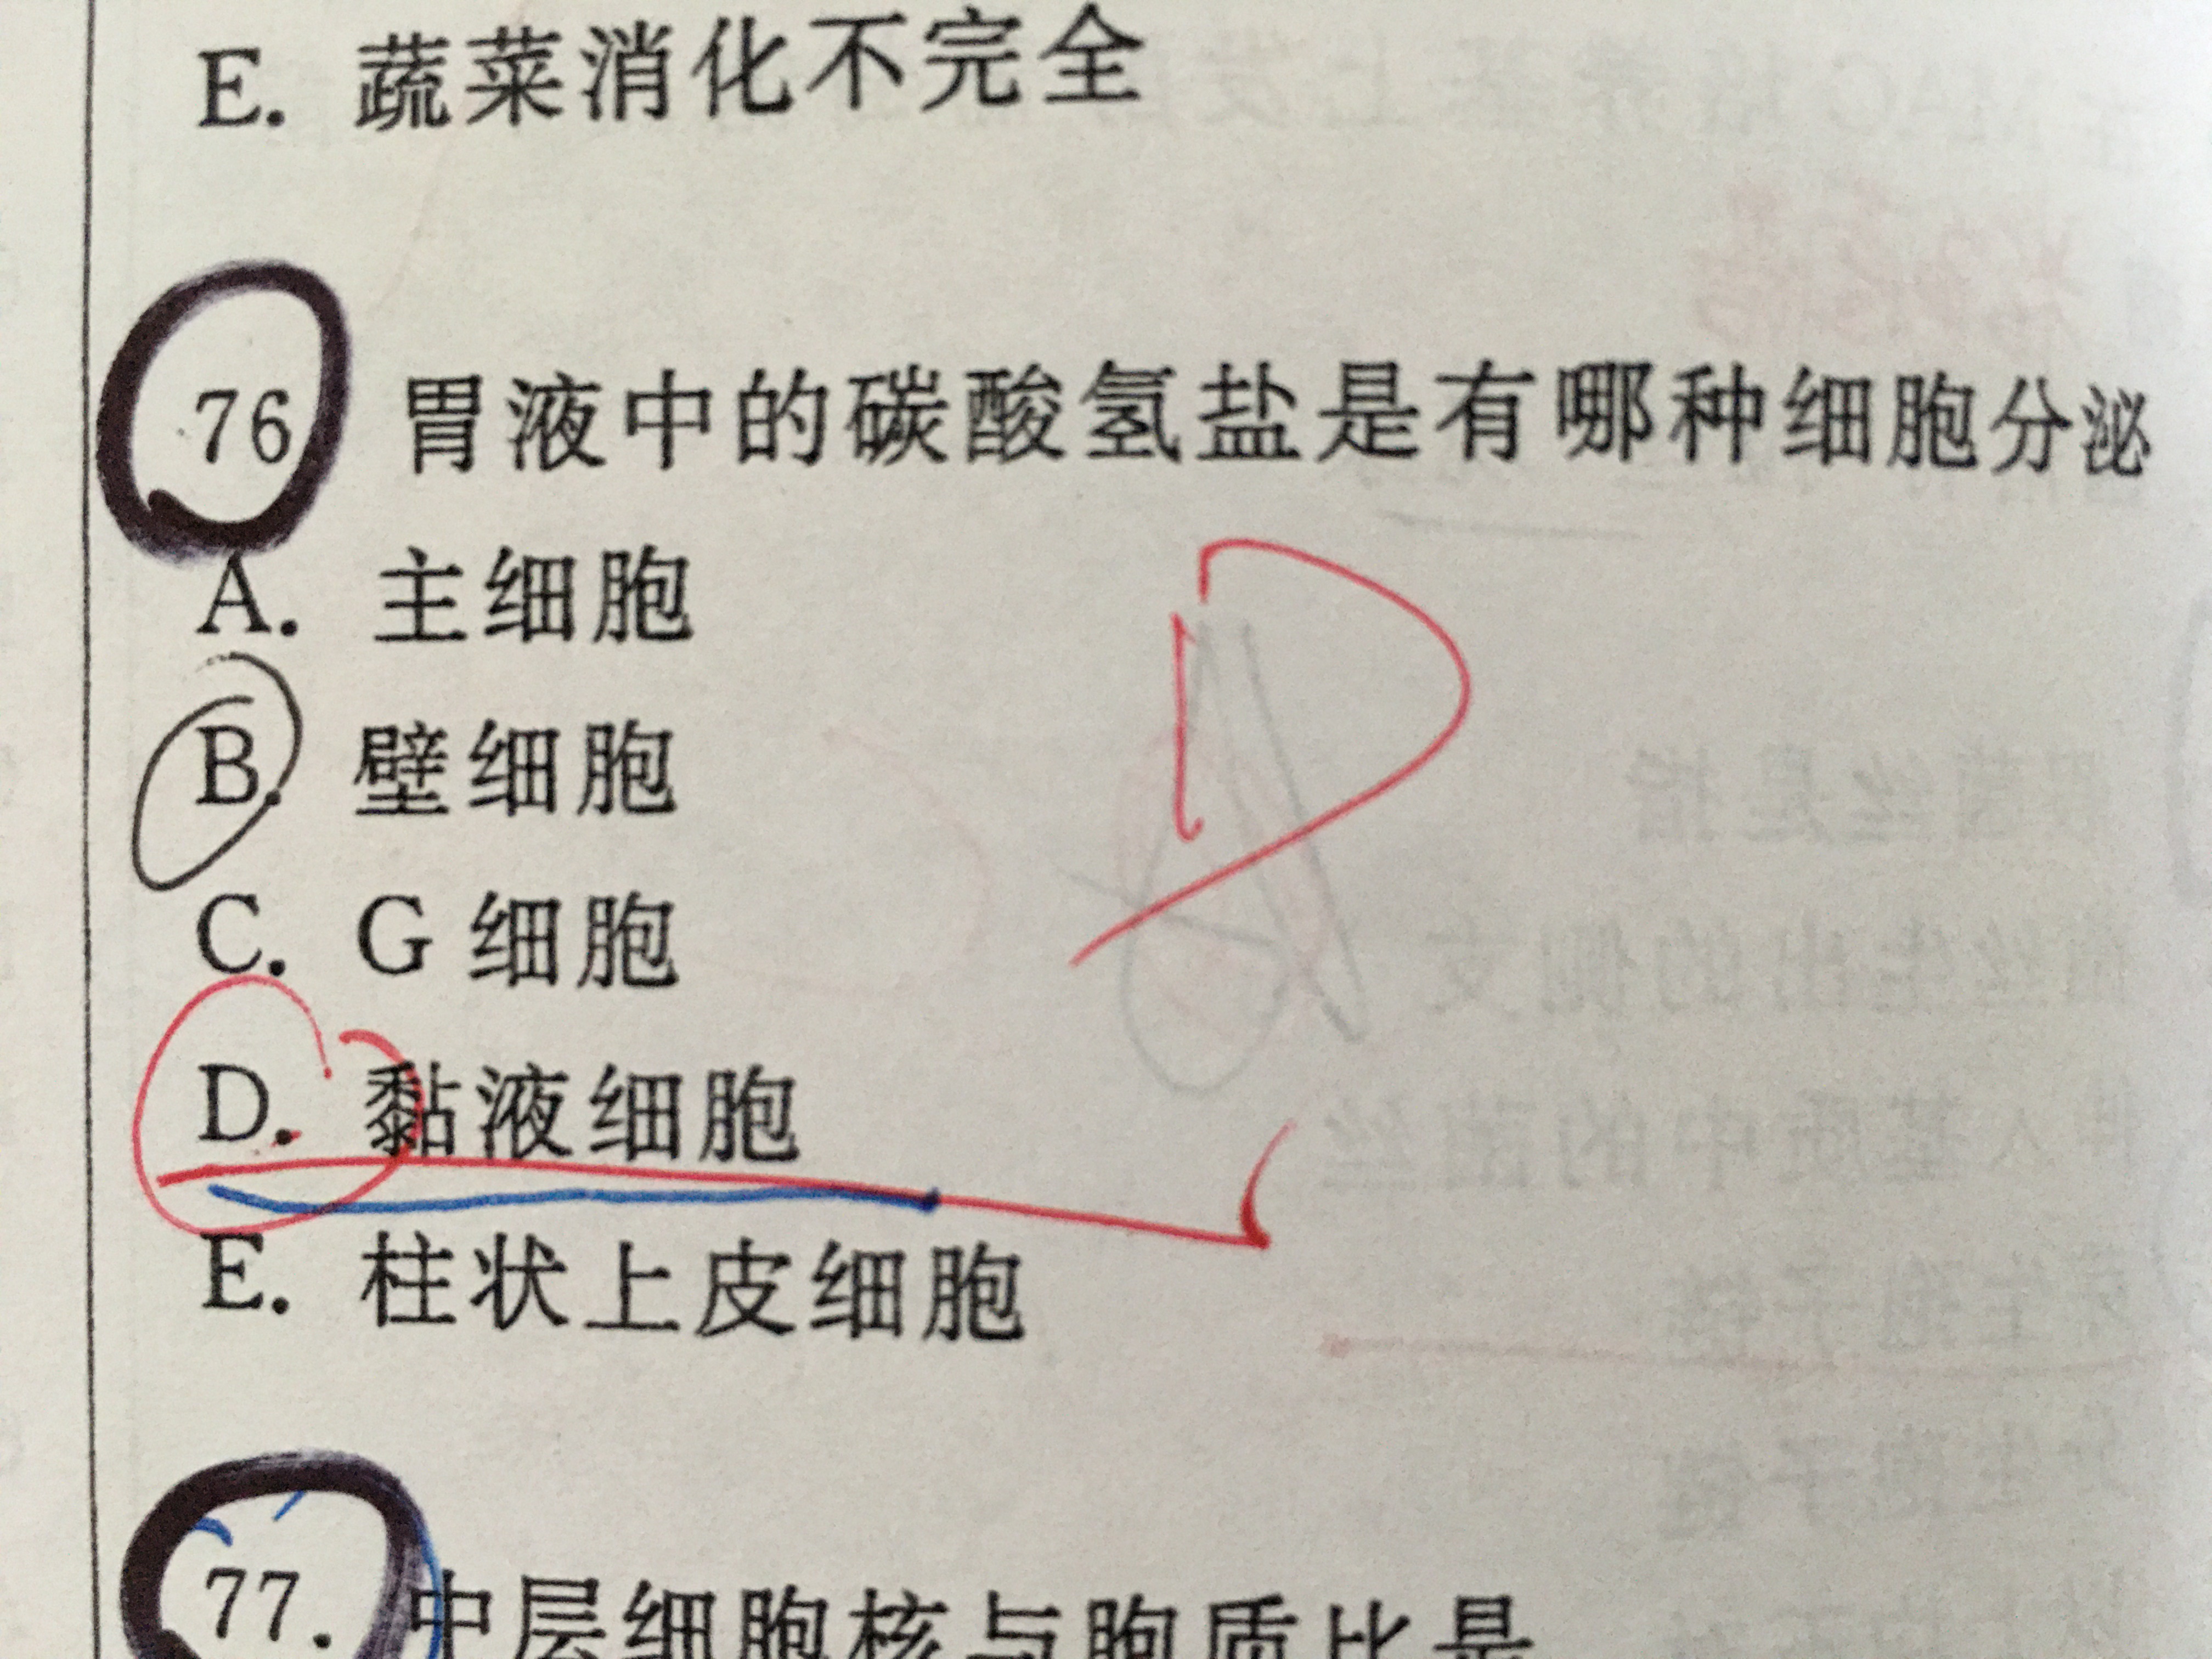 E. 蔬菜消化不完全
76 胃液中的碳酸氢盐是有哪种细胞分泌
A. 主细胞
B. 壁细胞
C. G 细胞
D. 黏液细胞
E. 柱状上皮细胞
77. 中层细胞核与胞质比是